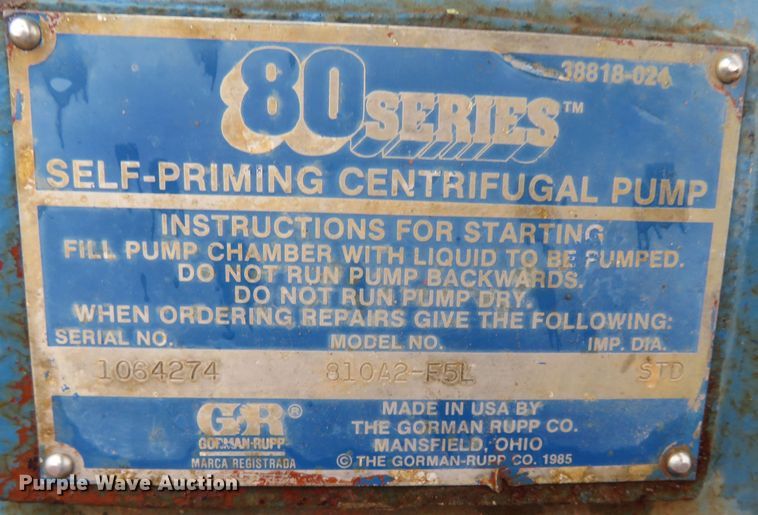 38818-024
80 SERIES™
SELF-PRIMING CENTRIFUGAL PUMP
INSTRUCTIONS FOR STARTING
FILL PUMP CHAMBER WITH LIQUID TO BE PUMPED.
DO NOT RUN PUMP BACKWARDS.
DO NOT RUN PUMP DRY.
WHEN ORDERING REPAIRS GIVE THE FOLLOWING:
SERIAL NO. MODEL NO. IMP. DIA.
1064274 810A2-F5L STD
GR®
GORMAN-RUPP
MARCA REGISTRADA
MADE IN USA BY
THE GORMAN RUPP CO.
MANSFIELD, OHIO
© THE GORMAN-RUPP CO. 1985
Purple Wave Auction